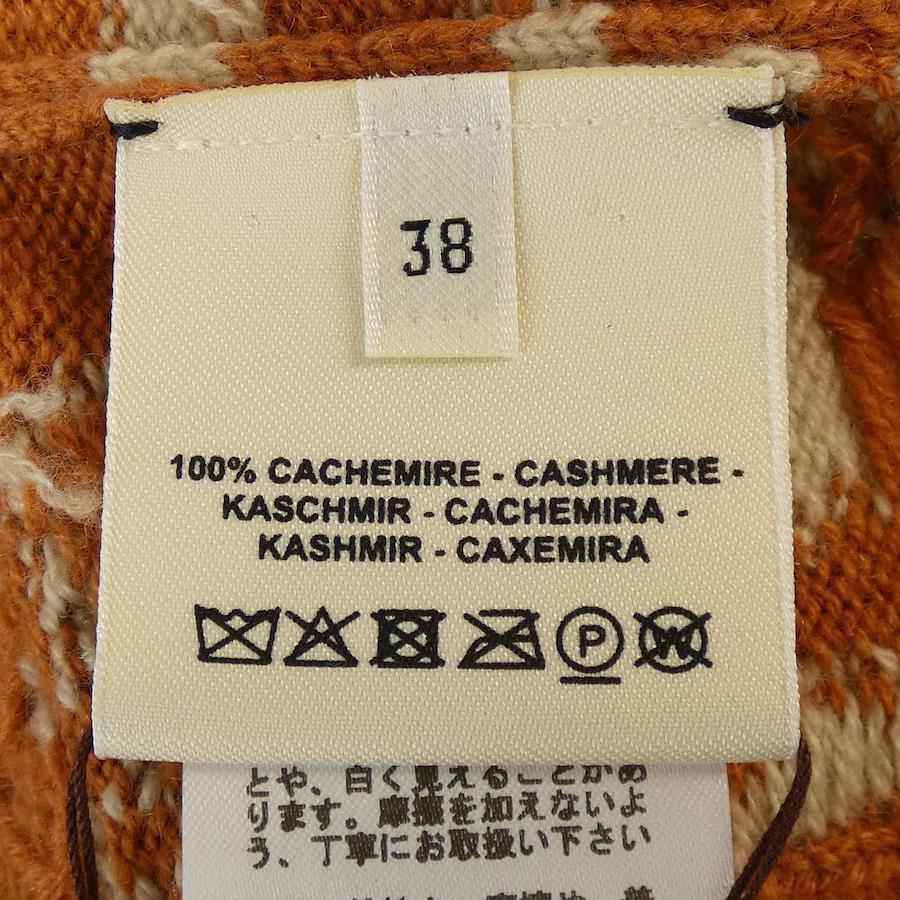 38
100% CACHEMIRE - CASHMERE -
KASCHMIR - CACHEMIRA -
KASHMIR - CAXEMIRA
P
W
とや、白く見えることがあ
ります。摩擦を加えないよ
う、丁寧にお取扱い下さい